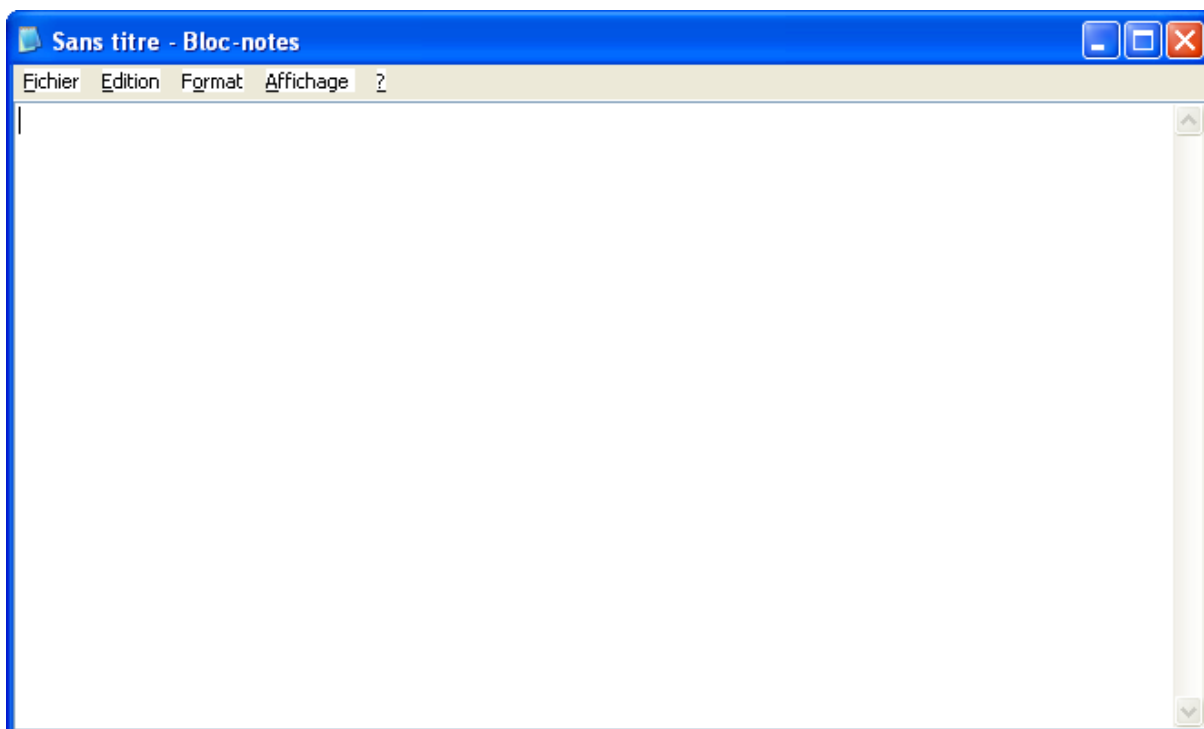 Sans titre - Bloc-notes
Fichier Edition Format Affichage ?